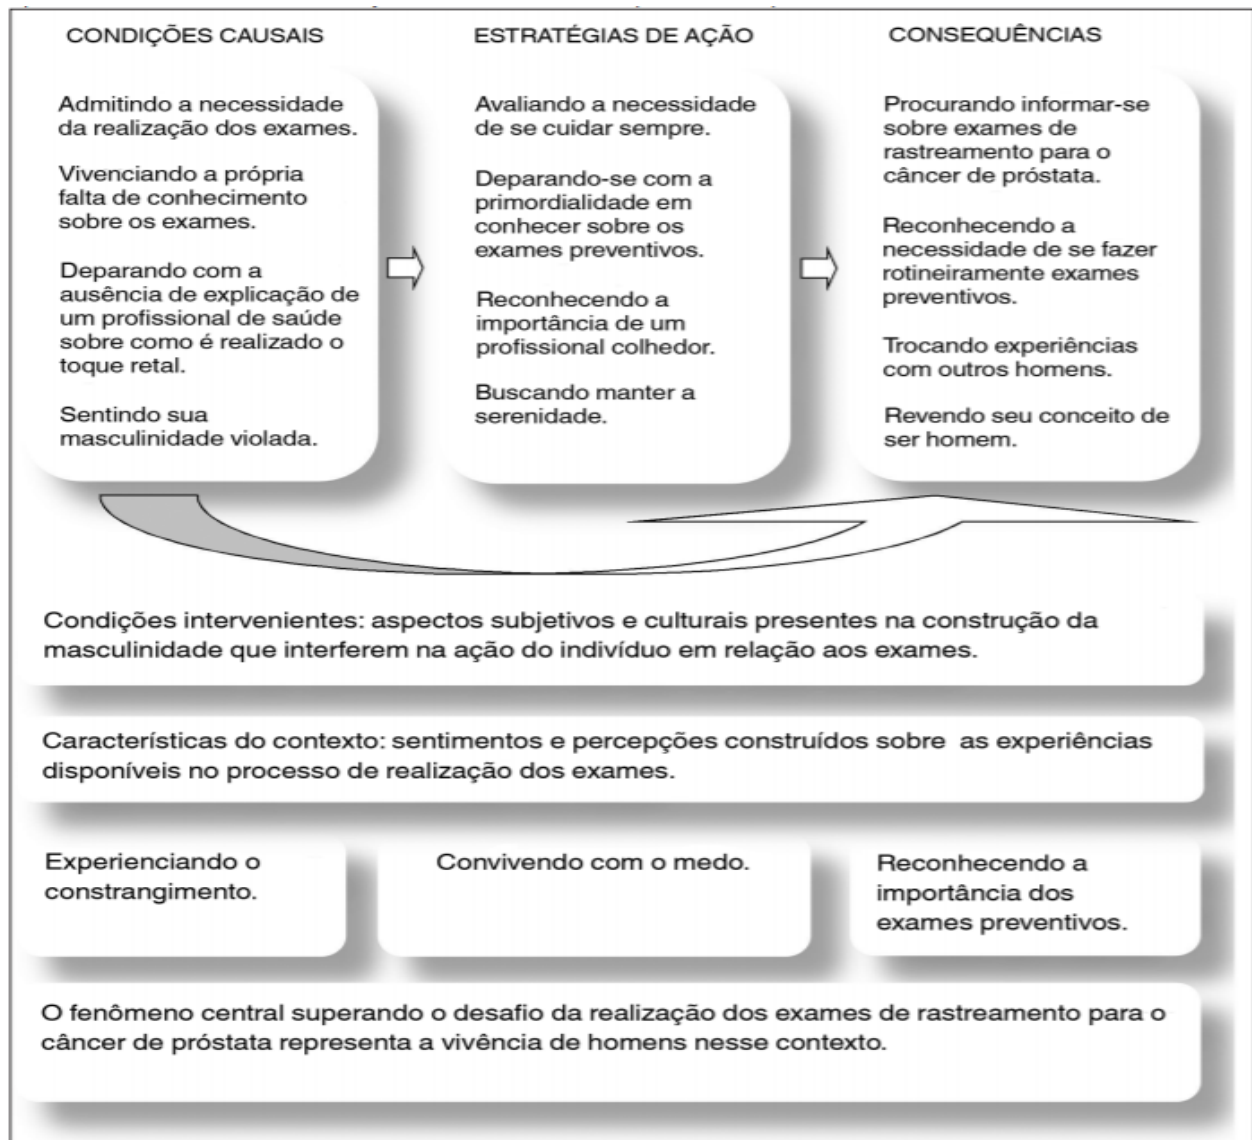 CONDIÇÕES CAUSAIS
Admitindo a necessidade
da realização dos exames.
Vivenciando a própria
falta de conhecimento
sobre os exames.
Deparando com a
ausência de explicação de
um profissional de saúde
sobre como é realizado o
toque retal.
Sentindo sua
masculinidade violada.
ESTRATÉGIAS DE AÇÃO
Avaliando a necessidade
de se cuidar sempre.
Deparando-se com a
primordialidade em
conhecer sobre os
exames preventivos.
Reconhecendo a
importância de um
profissional colhedor.
Buscando manter a
serenidade.
CONSEQUÊNCIAS
Procurando informar-se
sobre exames de
rastreamento para o
câncer de próstata.
Reconhecendo a
necessidade de se fazer
rotineiramente exames
preventivos.
Trocando experiências
com outros homens.
Revendo seu conceito de
ser homem.
Condições intervenientes: aspectos subjetivos e culturais presentes na construção da
masculinidade que interferem na ação do indivíduo em relação aos exames.
Características do contexto: sentimentos e percepções construídos sobre as experiências
disponíveis no processo de realização dos exames.
Experienciando o
constrangimento.
Convivendo com o medo.
Reconhecendo a
importância dos
exames preventivos.
O fenômeno central superando o desafio da realização dos exames de rastreamento para o
câncer de próstata representa a vivência de homens nesse contexto.